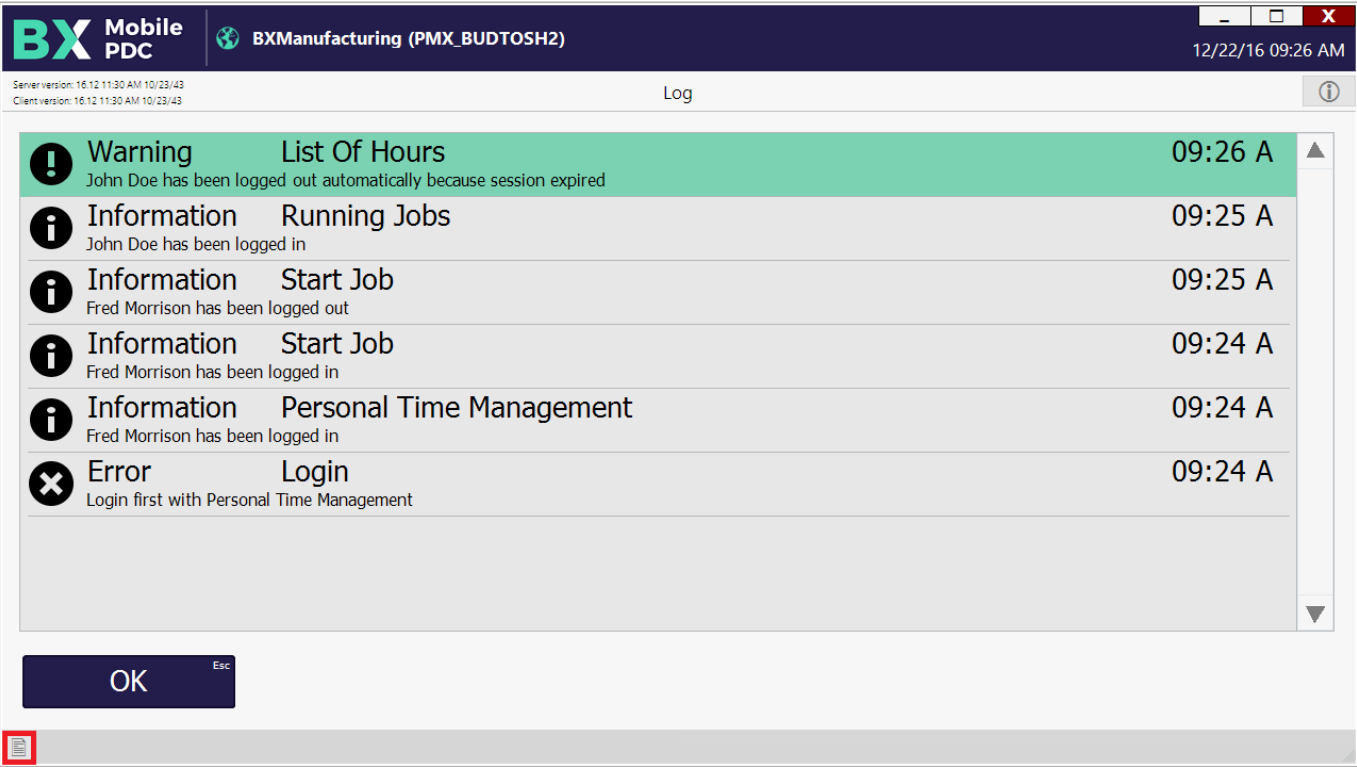 BX Mobile PDC
BXManufacturing (PMX_BUDTOSH2)
X
12/22/16 09:26 AM
Server version: 16.12 11:30 AM 10/23/43
Client version: 16.12 11:30 AM 10/23/43
Log
Warning List Of Hours 09:26 A
John Doe has been logged out automatically because session expired
Information Running Jobs 09:25 A
John Doe has been logged in
Information Start Job 09:25 A
Fred Morrison has been logged out
Information Start Job 09:24 A
Fred Morrison has been logged in
Information Personal Time Management 09:24 A
Fred Morrison has been logged in
Error Login 09:24 A
Login first with Personal Time Management
OK Esc